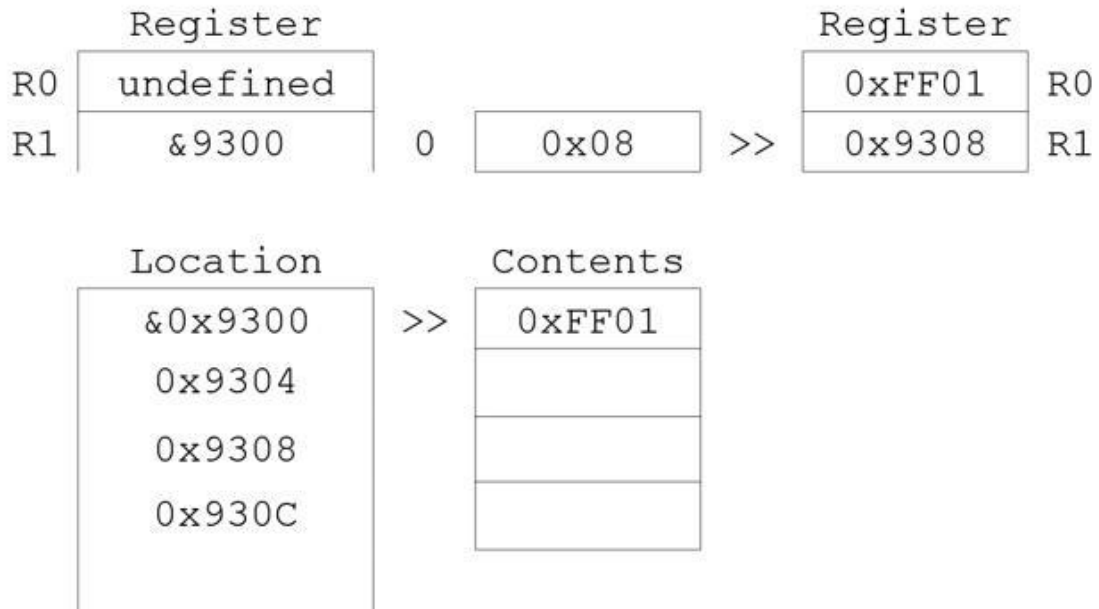 Register Register
R0 undefined 0xFF01 R0
R1 &9300 0 0x08 >> 0x9308 R1
Location Contents
&0x9300 >> 0xFF01
0x9304
0x9308
0x930C